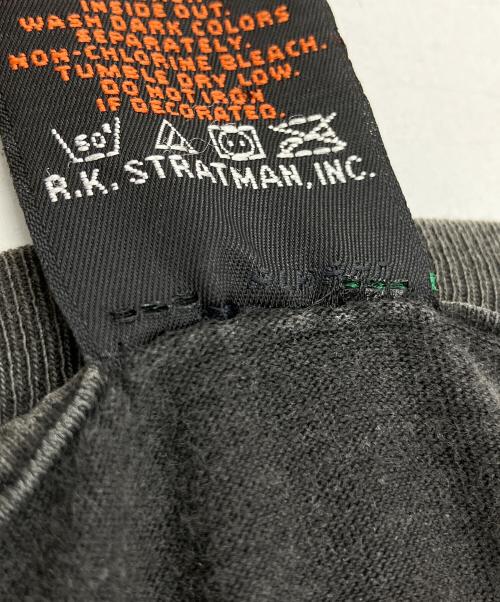 INSIDE OUT.
WASH DARK COLORS
SEPARATELY.
NON-CHLORINE BLEACH.
TUMBLE DRY LOW.
DO NOT IRON
IF DECORATED.
50°
R.K. STRATMAN, INC.